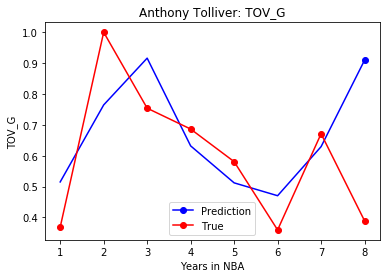 Anthony Tolliver: TOV_G
1.0
0.9
0.8
0.7
0.6
0.5
0.4
TOV_G
Prediction
True
1 2 3 4 5 6 7 8
Years in NBA